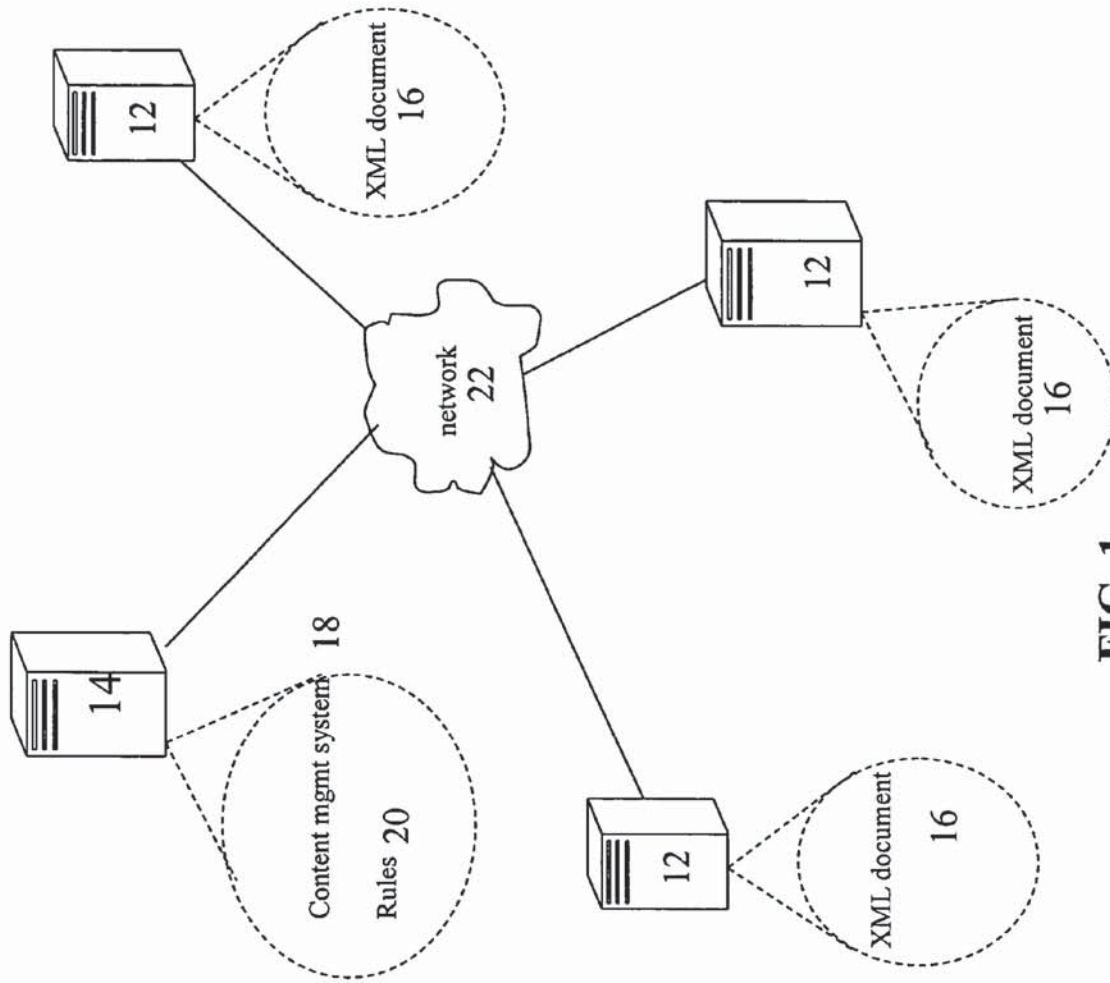 14
Content mgmt system 18
Rules 20
12
XML document
16
network
22
12
XML document
16
12
XML document
16
FIG. 1